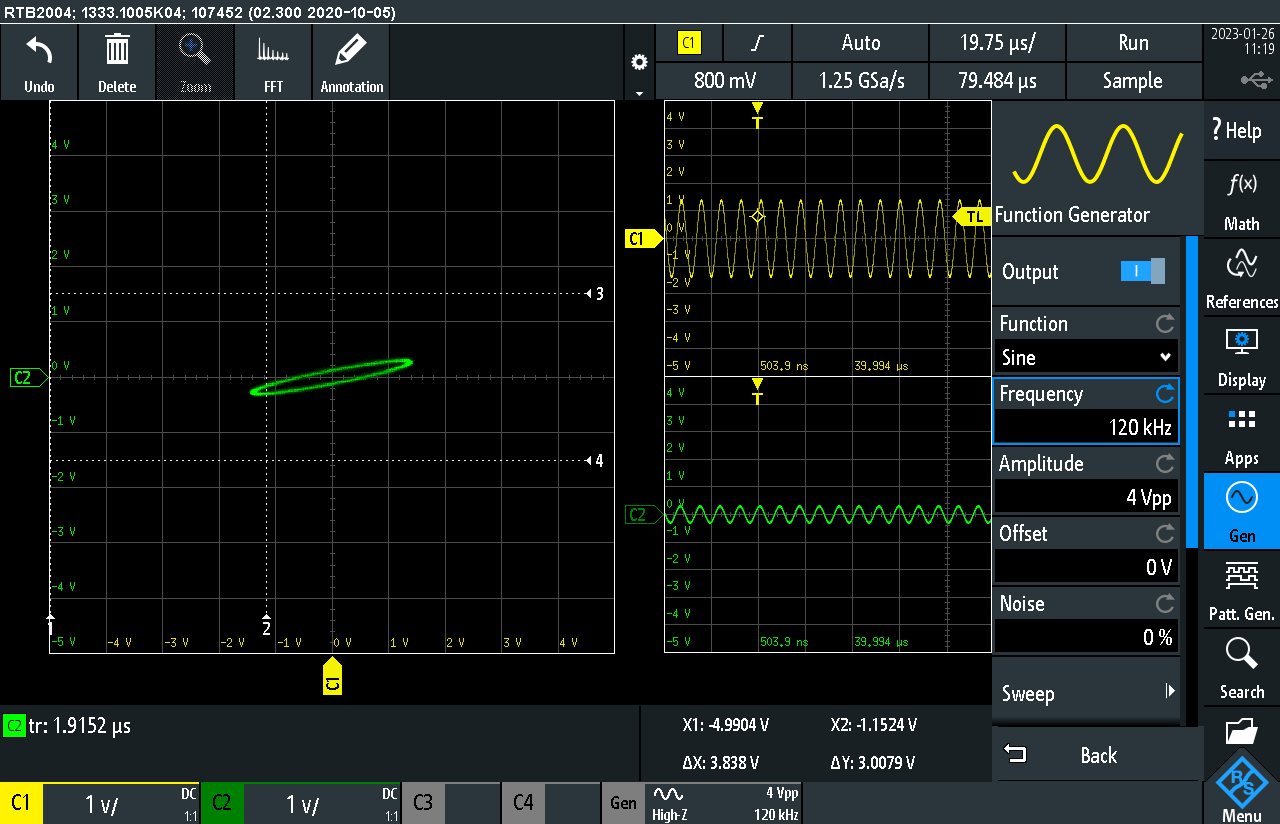 RTB2004; 1333.1005K04; 107452 (02.300 2020-10-05)
Undo
Delete
Zoom
FFT
Annotation
C1
Auto
19.75 µs/
Run
2023-01-26
11:19
800 mV
1.25 GSa/s
79.484 µs
Sample
4 V
3 V
2 V
1 V
0 V
-1 V
-2 V
-3 V
-4 V
-5 V
-4 V
-3 V
-2 V
-1 V
0 V
1 V
2 V
3 V
4 V
1
2
3
4
C2
C1
4 V
3 V
2 V
1 V
0 V
-1 V
-2 V
-3 V
-4 V
-5 V
503.9 ns
39.994 µs
T
TL
C1
4 V
3 V
2 V
1 V
0 V
-1 V
-2 V
-3 V
-4 V
-5 V
503.9 ns
39.994 µs
T
C2
Function Generator
Output
Function
Sine
Frequency
120 kHz
Amplitude
4 Vpp
Offset
0 V
Noise
0 %
Sweep
Back
? Help
f(x)
Math
References
Display
Apps
Gen
Patt. Gen.
Search
R S
Menu
C2 tr: 1.9152 µs
X1: -4.9904 V
X2: -1.1524 V
ΔX: 3.838 V
ΔY: 3.0079 V
C1
1 V/
DC
1:1
C2
1 V/
DC
1:1
C3
C4
Gen
High-Z
4 Vpp
120 kHz